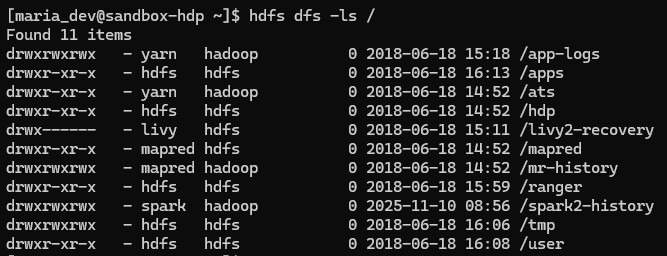 [maria_dev@sandbox-hdp ~]$ hdfs dfs -ls /
Found 11 items
drwxrwxrwx   - yarn   hadoop          0 2018-06-18 15:18 /app-logs
drwxr-xr-x   - hdfs   hdfs            0 2018-06-18 16:13 /apps
drwxr-xr-x   - yarn   hadoop          0 2018-06-18 14:52 /ats
drwxr-xr-x   - hdfs   hdfs            0 2018-06-18 14:52 /hdp
drwx------   - livy   hdfs            0 2018-06-18 15:11 /livy2-recovery
drwxr-xr-x   - mapred hdfs            0 2018-06-18 14:52 /mapred
drwxrwxrwx   - mapred hadoop          0 2018-06-18 14:52 /mr-history
drwxr-xr-x   - hdfs   hdfs            0 2018-06-18 15:59 /ranger
drwxrwxrwx   - spark  hadoop          0 2025-11-10 08:56 /spark2-history
drwxrwxrwx   - hdfs   hdfs            0 2018-06-18 16:06 /tmp
drwxr-xr-x   - hdfs   hdfs            0 2018-06-18 16:08 /user